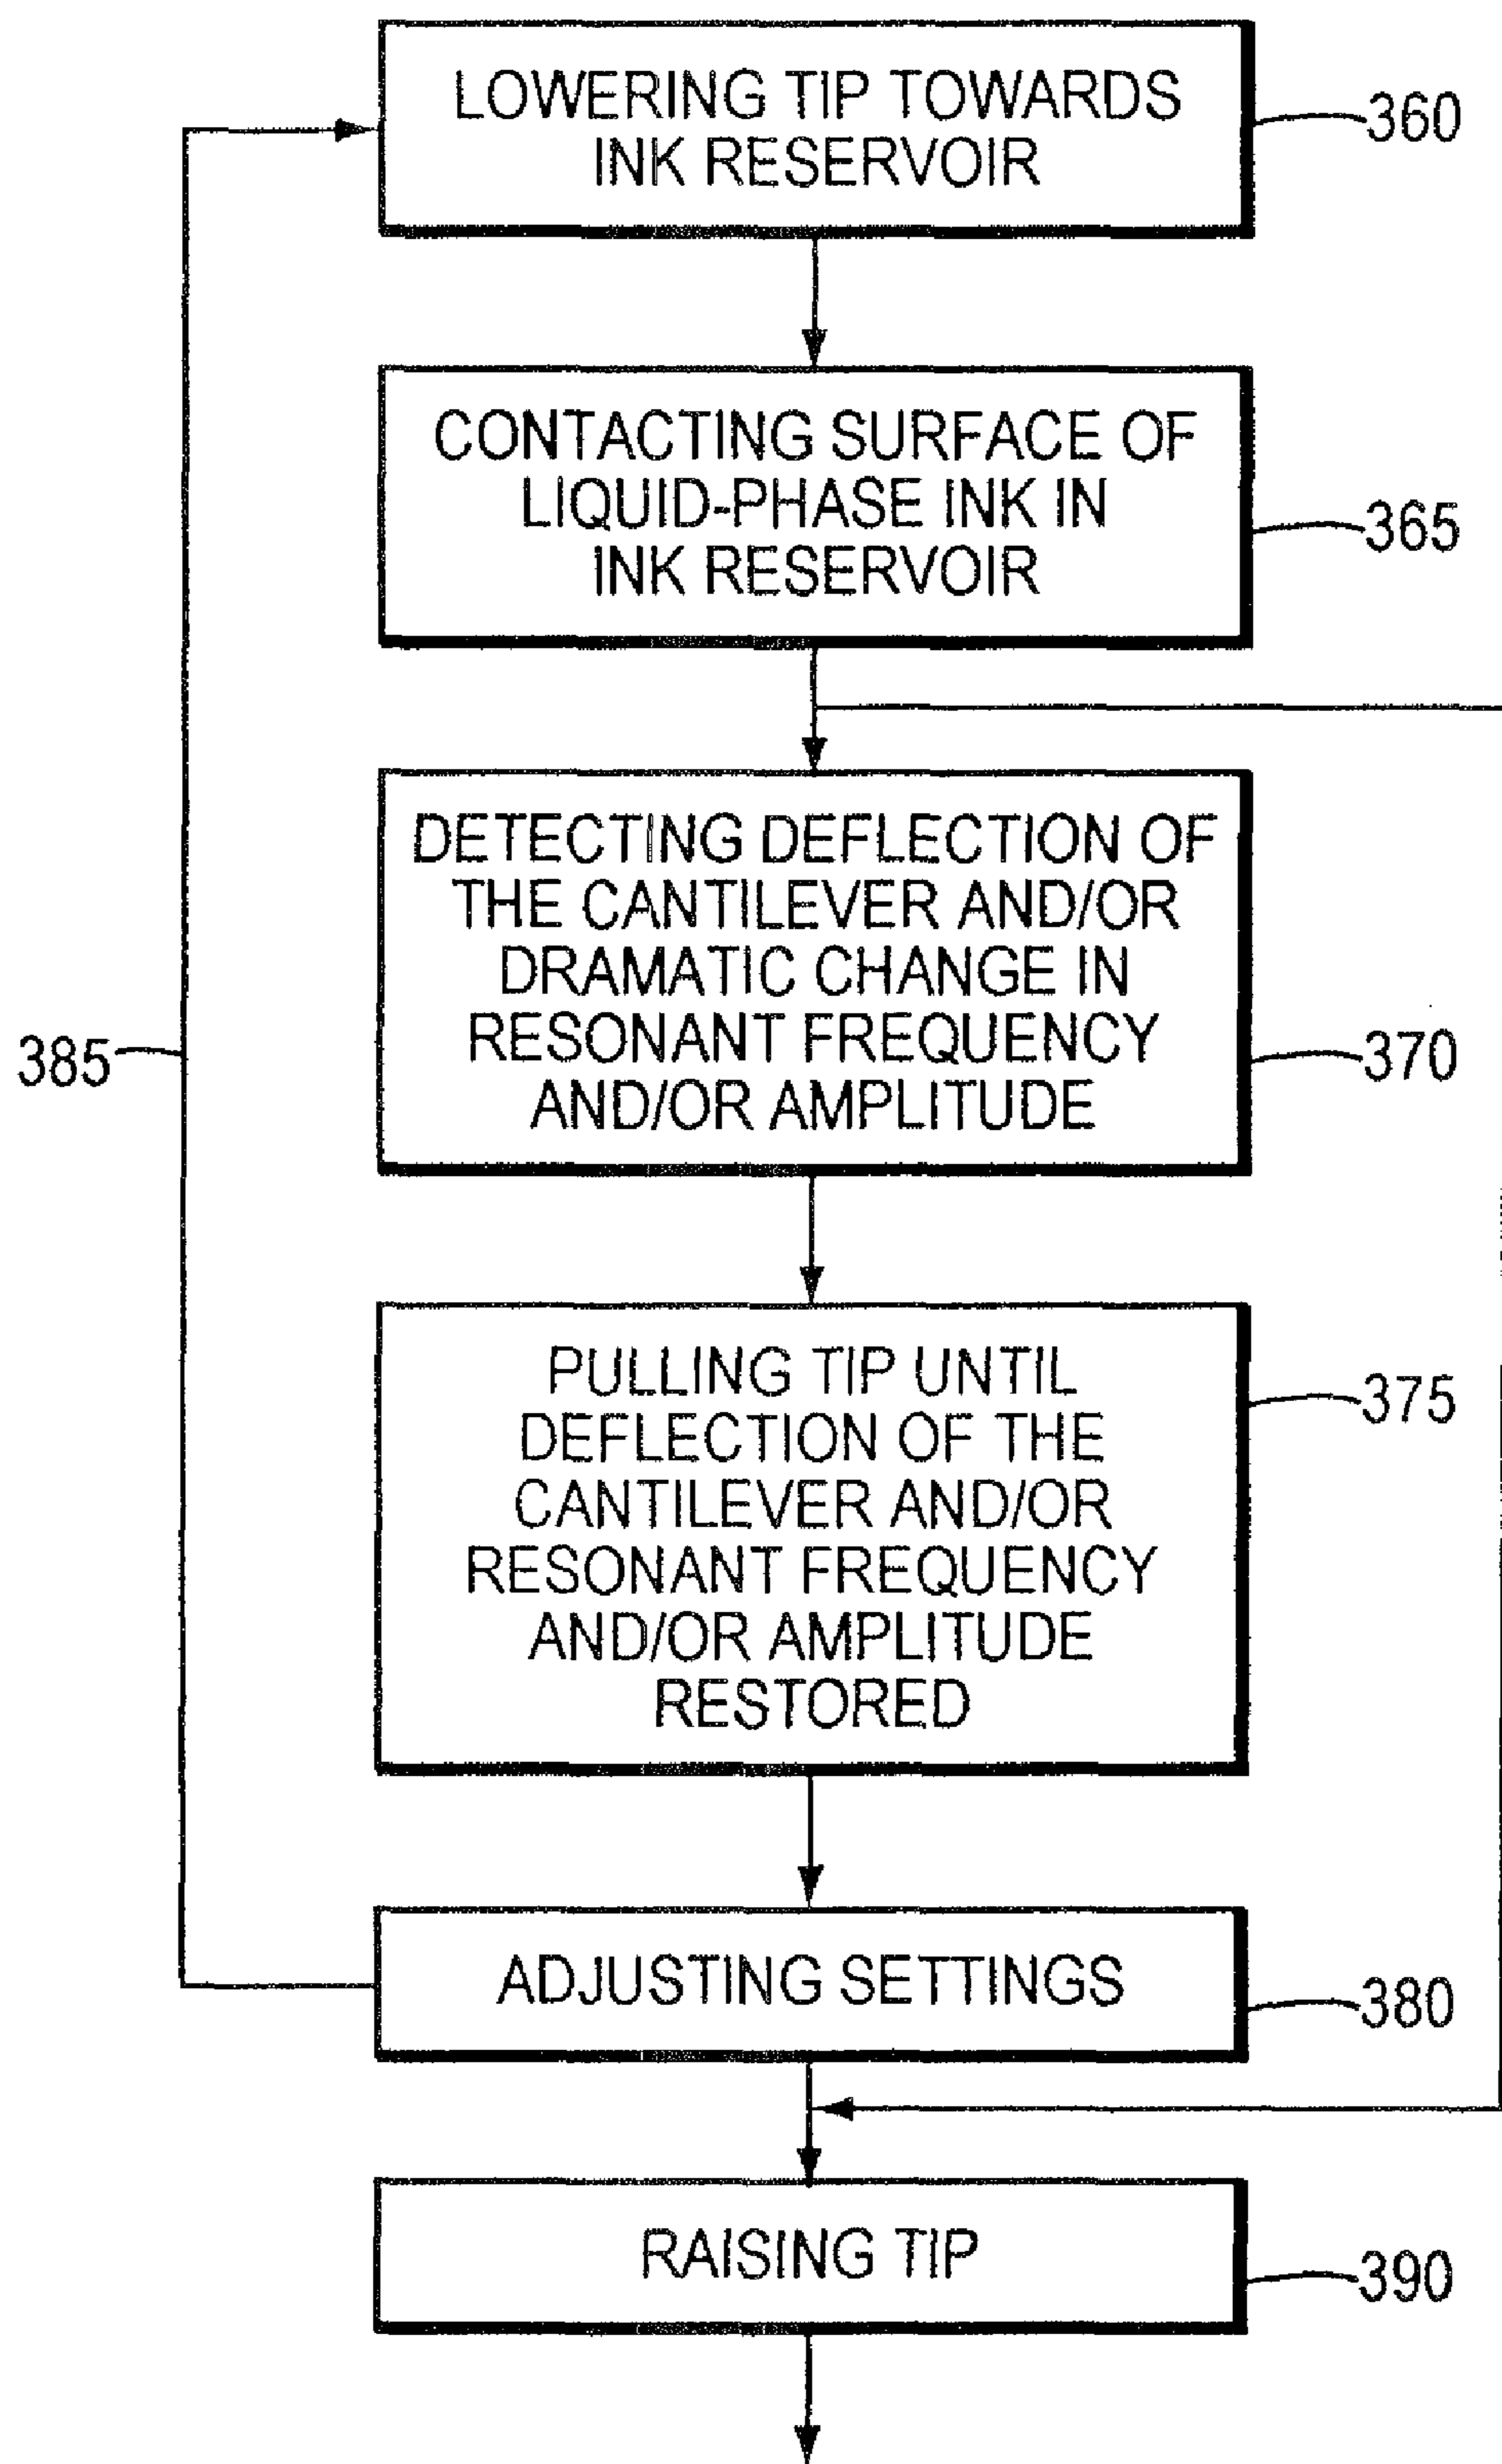 LOWERING TIP TOWARDS
INK RESERVOIR
360
CONTACTING SURFACE OF
LIQUID-PHASE INK IN
INK RESERVOIR
365
DETECTING DEFLECTION OF
THE CANTILEVER AND/OR
DRAMATIC CHANGE IN
RESONANT FREQUENCY
AND/OR AMPLITUDE
370
385
PULLING TIP UNTIL
DEFLECTION OF THE
CANTILEVER AND/OR
RESONANT FREQUENCY
AND/OR AMPLITUDE
RESTORED
375
ADJUSTING SETTINGS
380
RAISING TIP
390